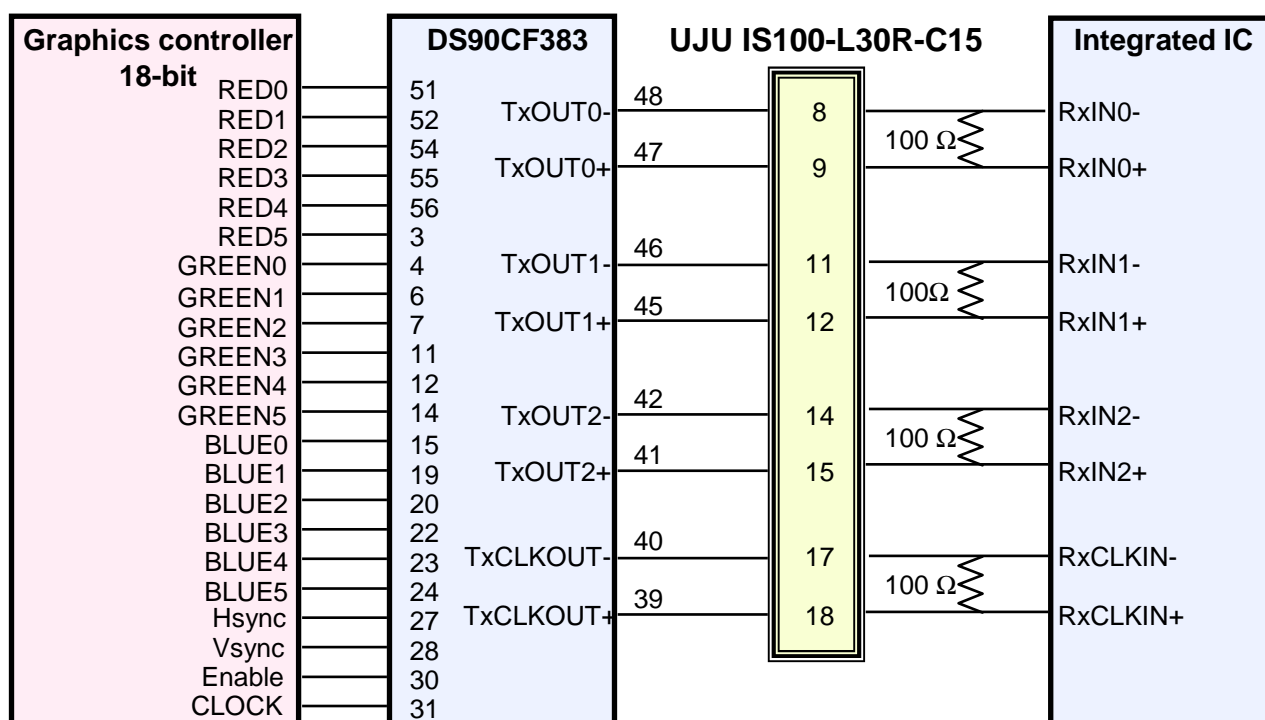 Graphics controller
18-bit
RED0
RED1
RED2
RED3
RED4
RED5
GREEN0
GREEN1
GREEN2
GREEN3
GREEN4
GREEN5
BLUE0
BLUE1
BLUE2
BLUE3
BLUE4
BLUE5
Hsync
Vsync
Enable
CLOCK
DS90CF383
51
52
54
55
56
3
4
6
7
11
12
14
15
19
20
22
23
24
27
28
30
31
TxOUT0-
TxOUT0+
TxOUT1-
TxOUT1+
TxOUT2-
TxOUT2+
TxCLKOUT-
TxCLKOUT+
48
47
46
45
42
41
40
39
UJU IS100-L30R-C15
8
9
11
12
14
15
17
18
100 Ω
100Ω
100 Ω
100 Ω
Integrated IC
RxIN0-
RxIN0+
RxIN1-
RxIN1+
RxIN2-
RxIN2+
RxCLKIN-
RxCLKIN+